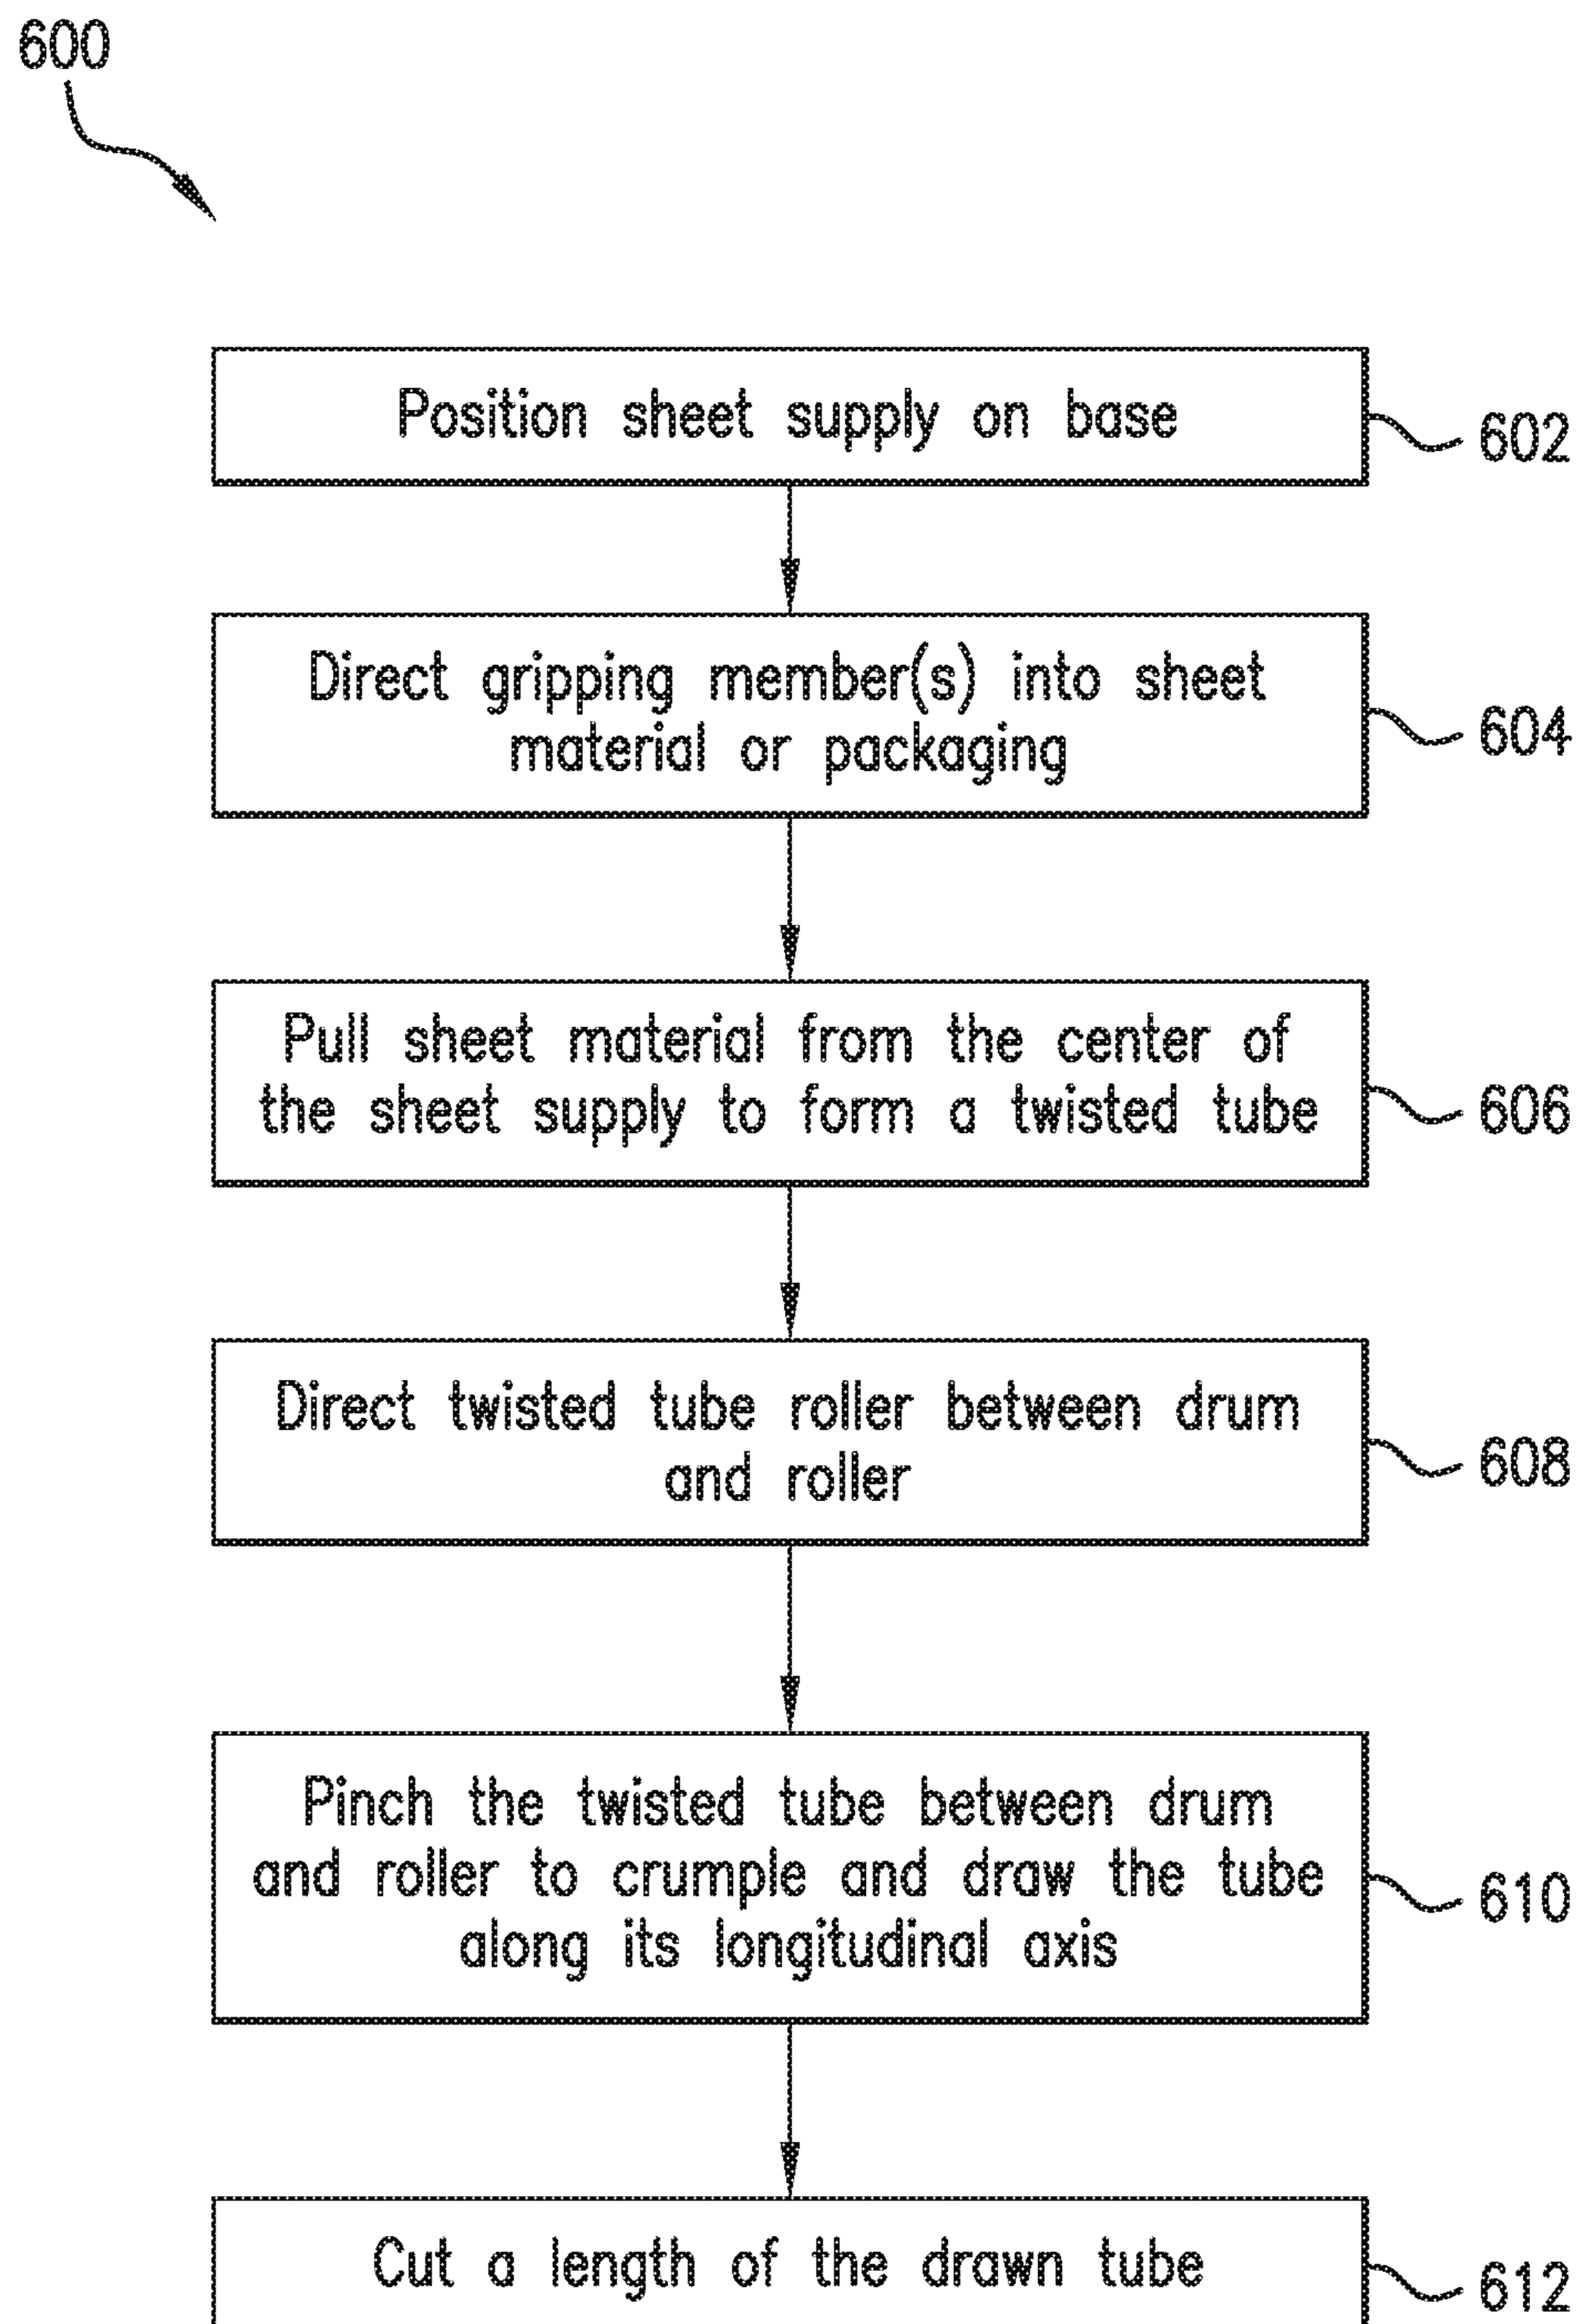 600
Position sheet supply on base
602
Direct gripping member(s) into sheet
material or packaging
604
Pull sheet material from the center of
the sheet supply to form a twisted tube
606
Direct twisted tube roller between drum
and roller
608
Pinch the twisted tube between drum
and roller to crumple and draw the tube
along its longitudinal axis
610
Cut a length of the drawn tube
612